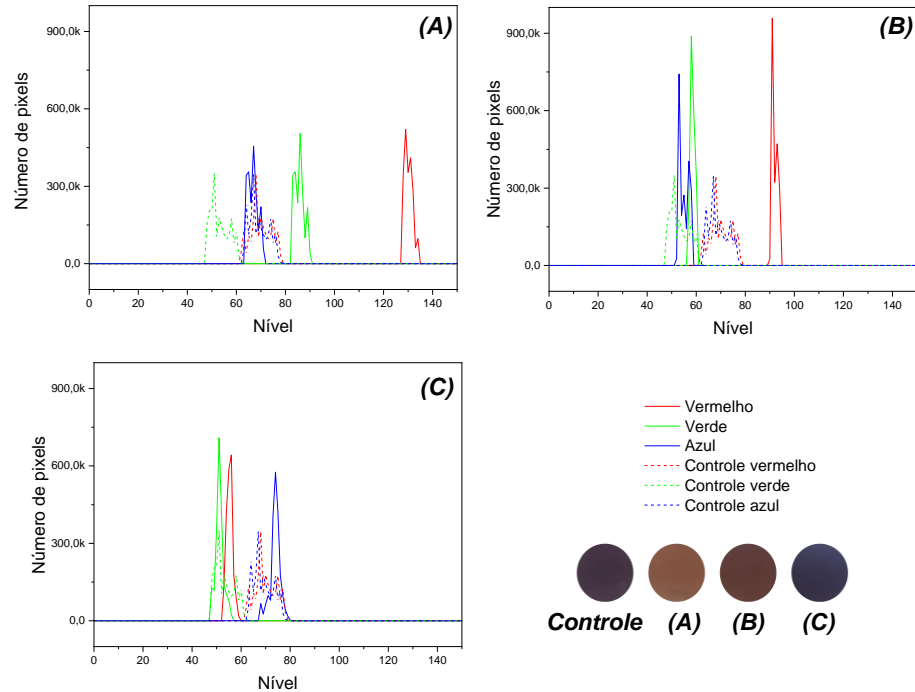 (A)
Número de pixels
900,0k
600,0k
300,0k
0,0
0 20 40 60 80 100 120 140
Nível
(B)
Número de pixels
900,0k
600,0k
300,0k
0,0
0 20 40 60 80 100 120 140
Nível
(C)
Número de pixels
900,0k
600,0k
300,0k
0,0
0 20 40 60 80 100 120 140
Nível
Vermelho
Verde
Azul
Controle vermelho
Controle verde
Controle azul
Controle (A) (B) (C)